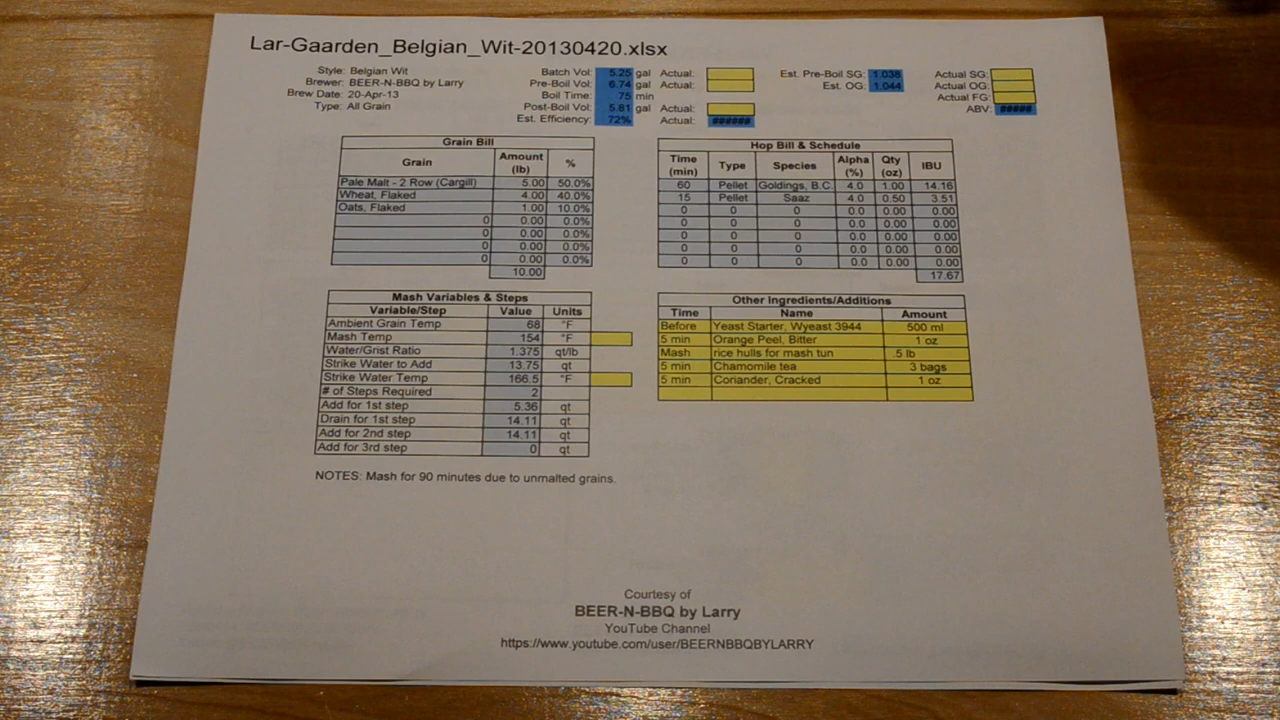 Lar-Gaarden_Belgian_Wit-20130420.xlsx
Style: Belgian Wit
Brewer: BEER-N-BBQ by Larry
Brew Date: 20-Apr-13
Type: All Grain
Batch Vol: 5.25 gal Actual:
Pre-Boil Vol: 6.74 gal Actual:
Boil Time: 75 min
Post-Boil Vol: 5.81 gal Actual:
Est. Efficiency: 72% Actual: ######
Est. Pre-Boil SG: 1.038
Est. OG: 1.044
Actual SG:
Actual OG:
Actual FG:
ABV: #####
Grain Bill
Grain Amount (lb) %
Pale Malt - 2 Row (Cargill) 5.00 50.0%
Wheat, Flaked 4.00 40.0%
Oats, Flaked 1.00 10.0%
0 0.00 0.0%
0 0.00 0.0%
0 0.00 0.0%
0 0.00 0.0%
10.00
Hop Bill & Schedule
Time (min) Type Species Alpha (%) Qty (oz) IBU
60 Pellet Goldings, B.C. 4.0 1.00 14.16
15 Pellet Saaz 4.0 0.50 3.51
0 0 0 0.0 0.00 0.00
0 0 0 0.0 0.00 0.00
0 0 0 0.0 0.00 0.00
0 0 0 0.0 0.00 0.00
0 0 0 0.0 0.00 0.00
17.67
Mash Variables & Steps
Variable/Step Value Units
Ambient Grain Temp 68 °F
Mash Temp 154 °F
Water/Grist Ratio 1.375 qt/lb
Strike Water to Add 13.75 qt
Strike Water Temp 166.5 °F
# of Steps Required 2
Add for 1st step 5.36 qt
Drain for 1st step 14.11 qt
Add for 2nd step 14.11 qt
Add for 3rd step 0 qt
Other Ingredients/Additions
Time Name Amount
Before Yeast Starter, Wyeast 3944 500 ml
5 min Orange Peel, Bitter 1 oz
Mash rice hulls for mash tun .5 lb
5 min Chamomile tea 3 bags
5 min Coriander, Cracked 1 oz
NOTES: Mash for 90 minutes due to unmalted grains.
Courtesy of
BEER-N-BBQ by Larry
YouTube Channel
https://www.youtube.com/user/BEERNBBQBYLARRY